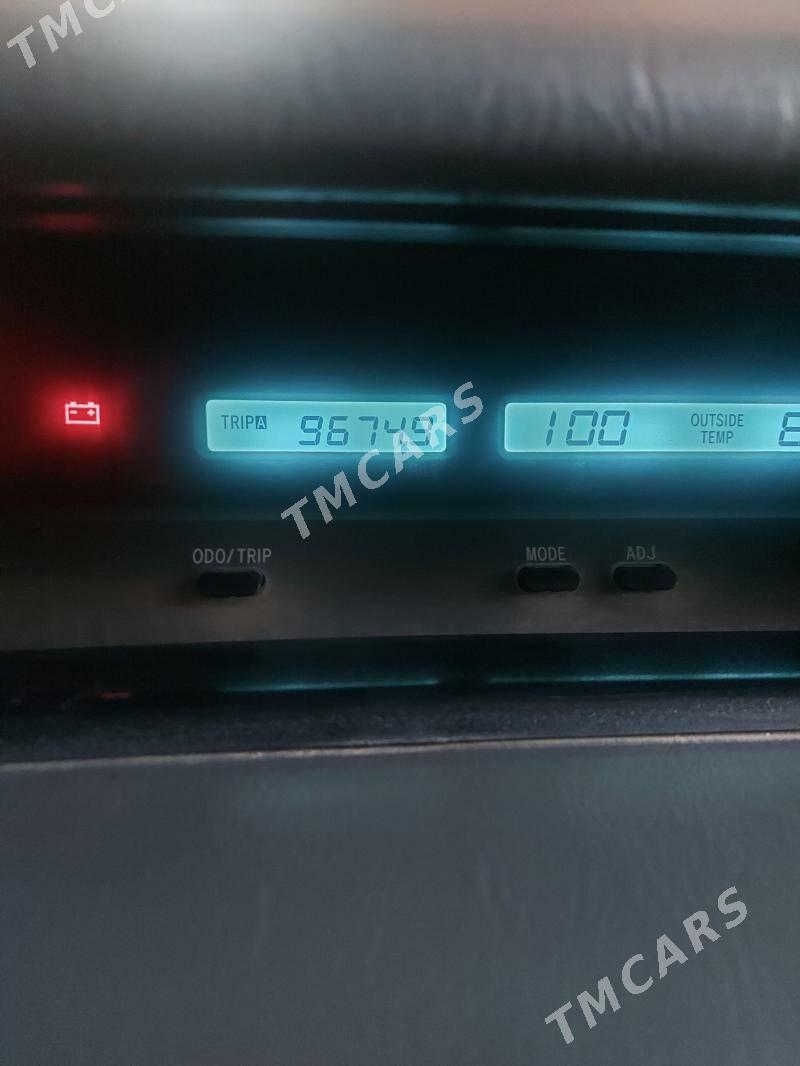 TMCARS
TRIP A 96749
100 OUTSIDE TEMP
TMCARS
ODO/TRIP MODE ADJ
TMCARS